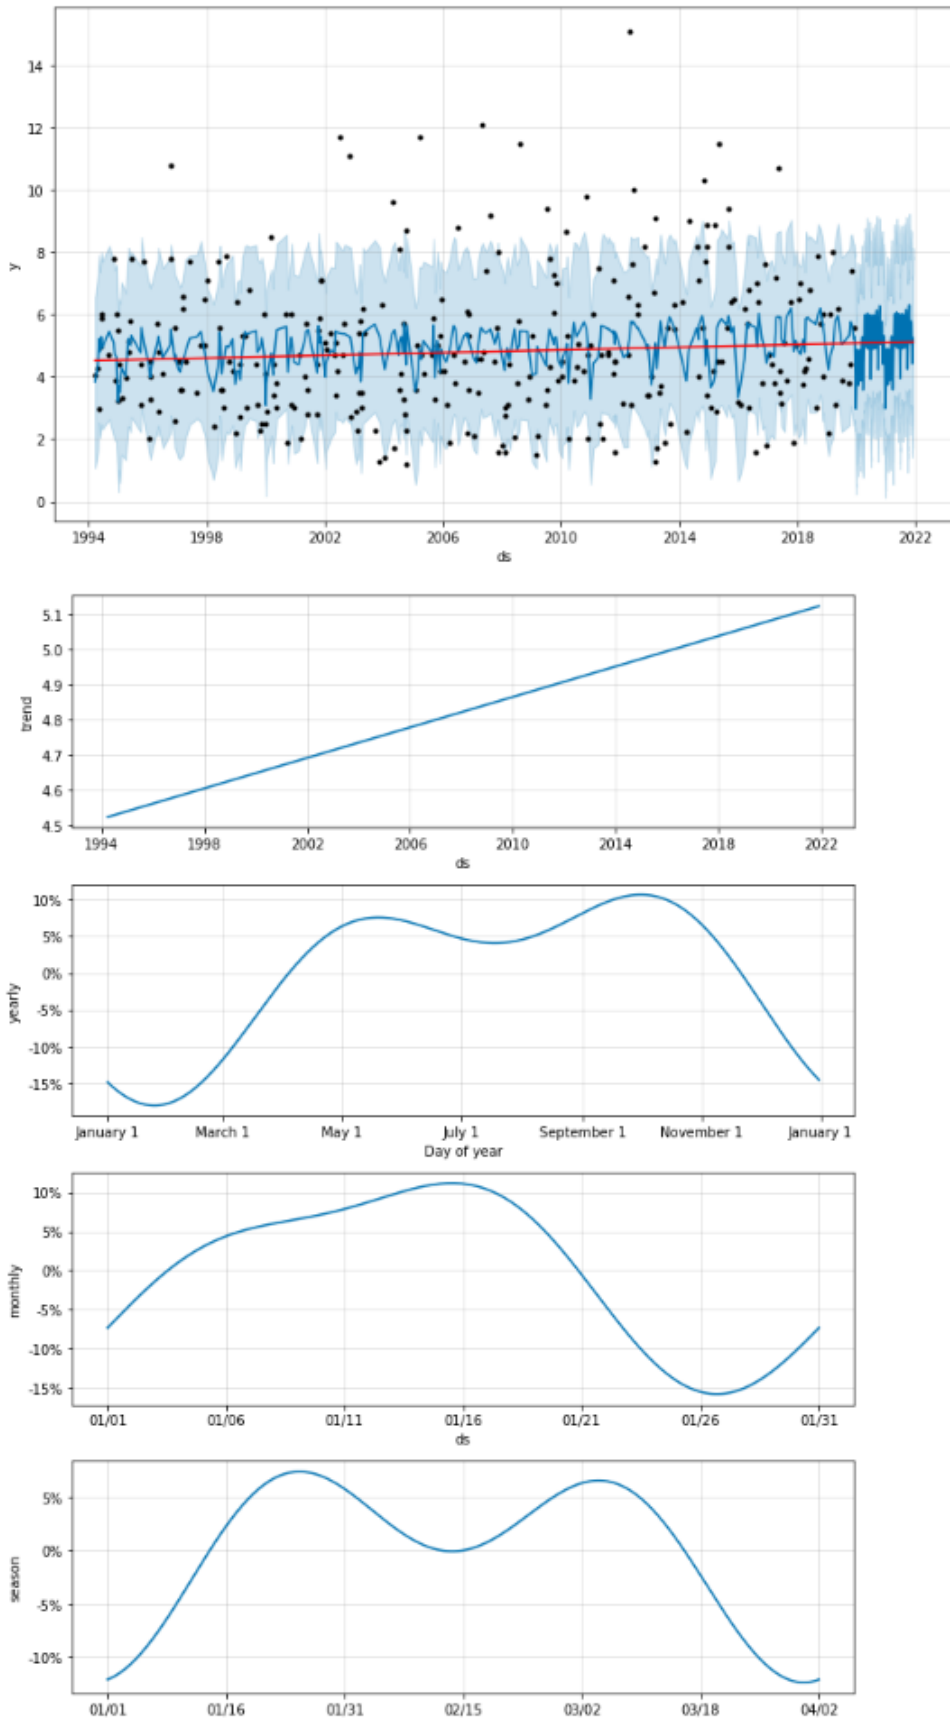 14
12
10
8
6
4
2
0
y
1994 1998 2002 2006 2010 2014 2018 2022
ds
5.1
5.0
4.9
4.8
4.7
4.6
4.5
trend
1994 1998 2002 2006 2010 2014 2018 2022
ds
10%
5%
0%
-5%
-10%
-15%
yearly
January 1 March 1 May 1 July 1 September 1 November 1 January 1
Day of year
10%
5%
0%
-5%
-10%
-15%
monthly
01/01 01/06 01/11 01/16 01/21 01/26 01/31
ds
5%
0%
-5%
-10%
season
01/01 01/16 01/31 02/15 03/02 03/18 04/02